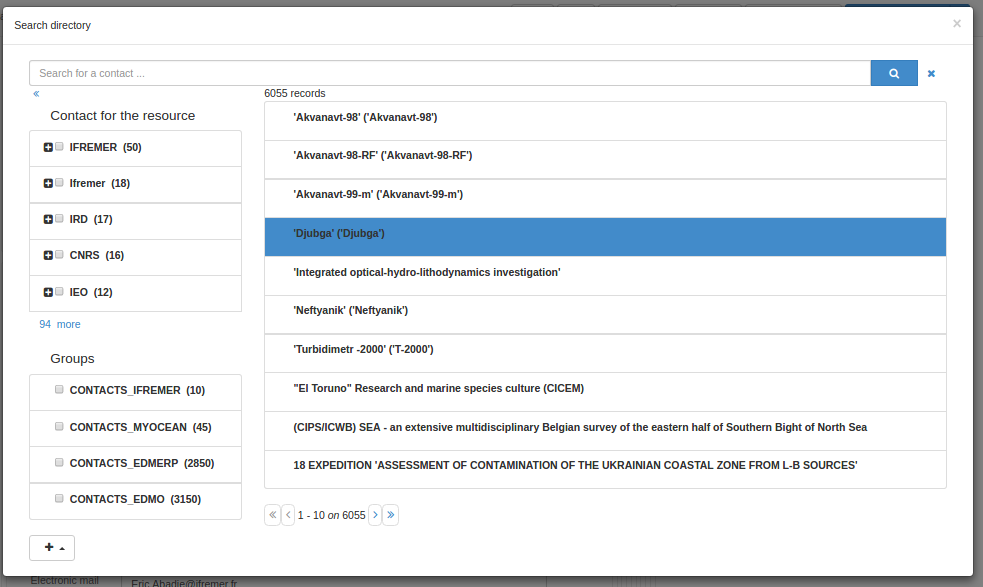 Search directory
×
Search for a contact ...
«
6055 records
Contact for the resource
IFREMER (50)
Ifremer (18)
IRD (17)
CNRS (16)
IEO (12)
94 more
Groups
CONTACTS_IFREMER (10)
CONTACTS_MYOCEAN (45)
CONTACTS_EDMERP (2850)
CONTACTS_EDMO (3150)
'Akvanavt-98' ('Akvanavt-98')
'Akvanavt-98-RF' ('Akvanavt-98-RF')
'Akvanavt-99-m' ('Akvanavt-99-m')
'Djubga' ('Djubga')
'Integrated optical-hydro-lithodynamics investigation'
'Neftyanik' ('Neftyanik')
'Turbidimetr -2000' ('T-2000')
"El Toruno" Research and marine species culture (CICEM)
(CIPS/ICWB) SEA - an extensive multidisciplinary Belgian survey of the eastern half of Southern Bight of North Sea
18 EXPEDITION 'ASSESSMENT OF CONTAMINATION OF THE UKRAINIAN COASTAL ZONE FROM L-B SOURCES'
« ‹ 1 - 10 on 6055 › »
Electronic mail Eric.Abadie@ifremer.fr